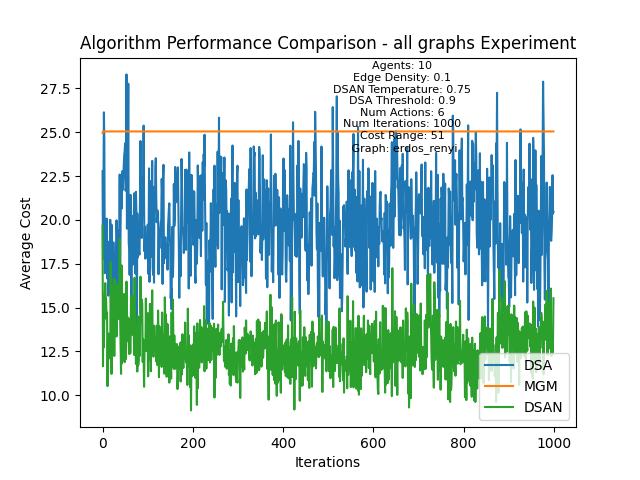 Algorithm Performance Comparison - all graphs Experiment
Agents: 10
Edge Density: 0.1
DSAN Temperature: 0.75
DSA Threshold: 0.9
Num Actions: 6
Num Iterations: 1000
Cost Range: 51
Graph: erdos_renyi
Average Cost
27.5
25.0
22.5
20.0
17.5
15.0
12.5
10.0
DSA
MGM
DSAN
0
200
400
600
800
1000
Iterations